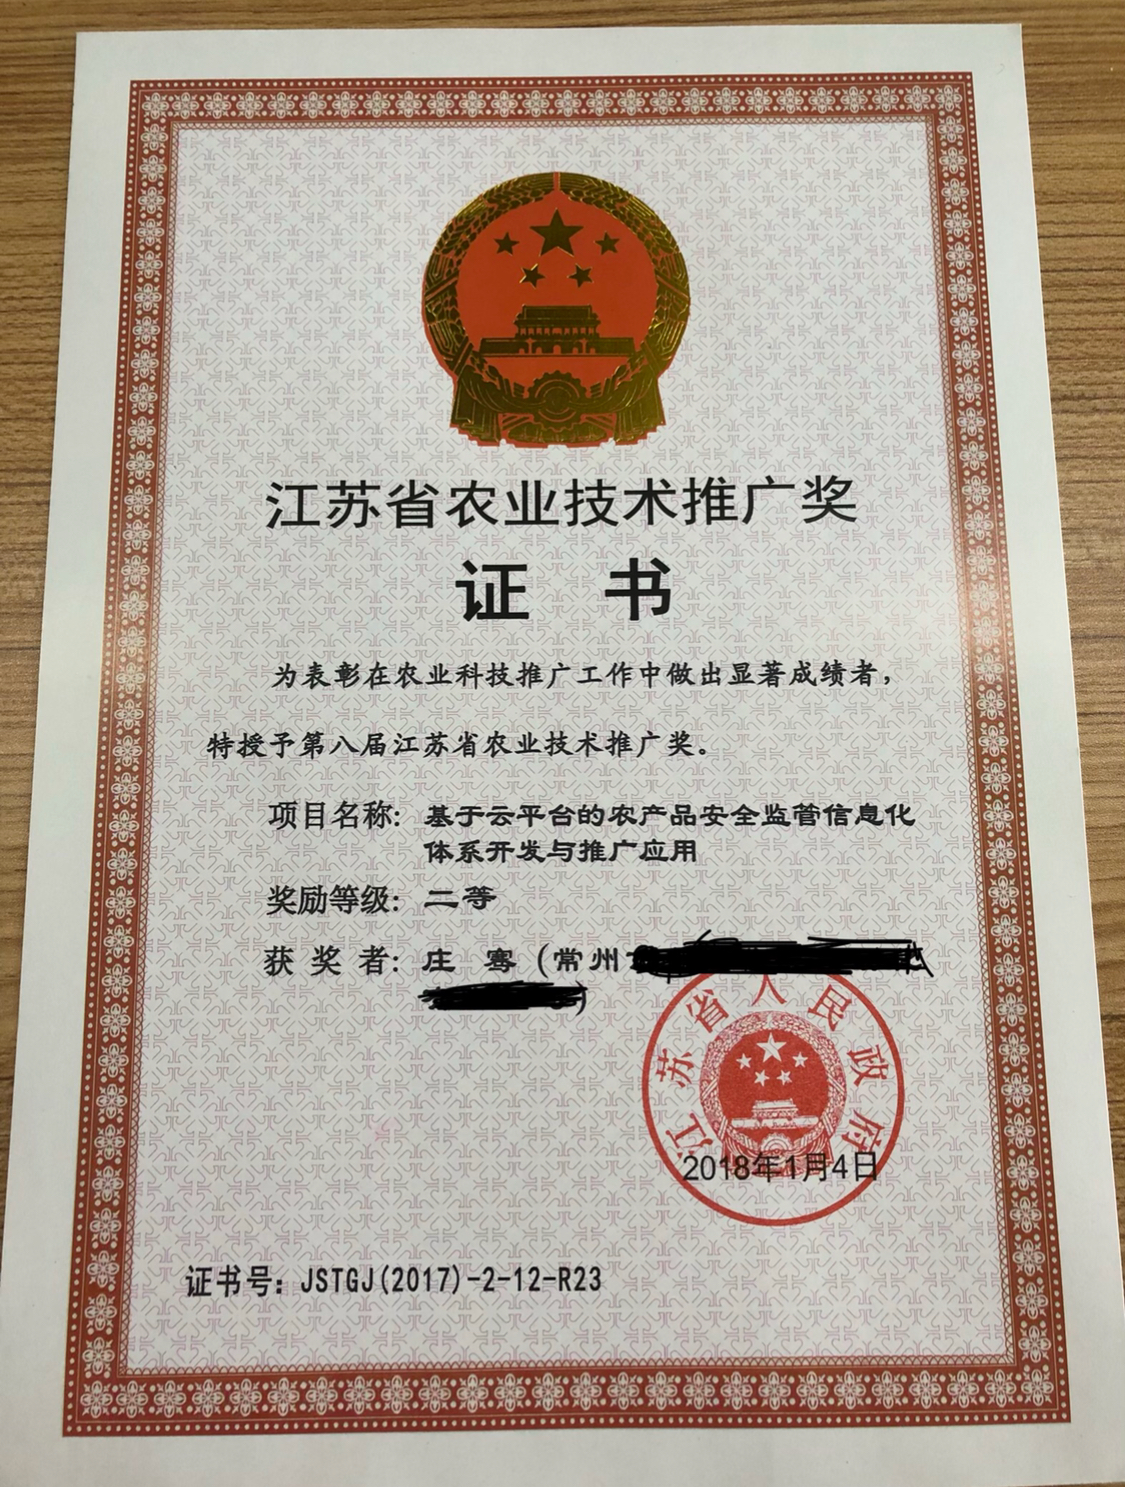 江苏省农业技术推广奖
证 书
为表彰在农业科技推广工作中做出显著成绩者，
特授予第八届江苏省农业技术推广奖。
项目名称: 基于云平台的农产品安全监管信息化
体系开发与推广应用
奖励等级: 二等
获 奖 者: 庄 骞 (常州
)
江苏省人民政府
2018年1月4日
证书号: JSTGJ(2017)-2-12-R23